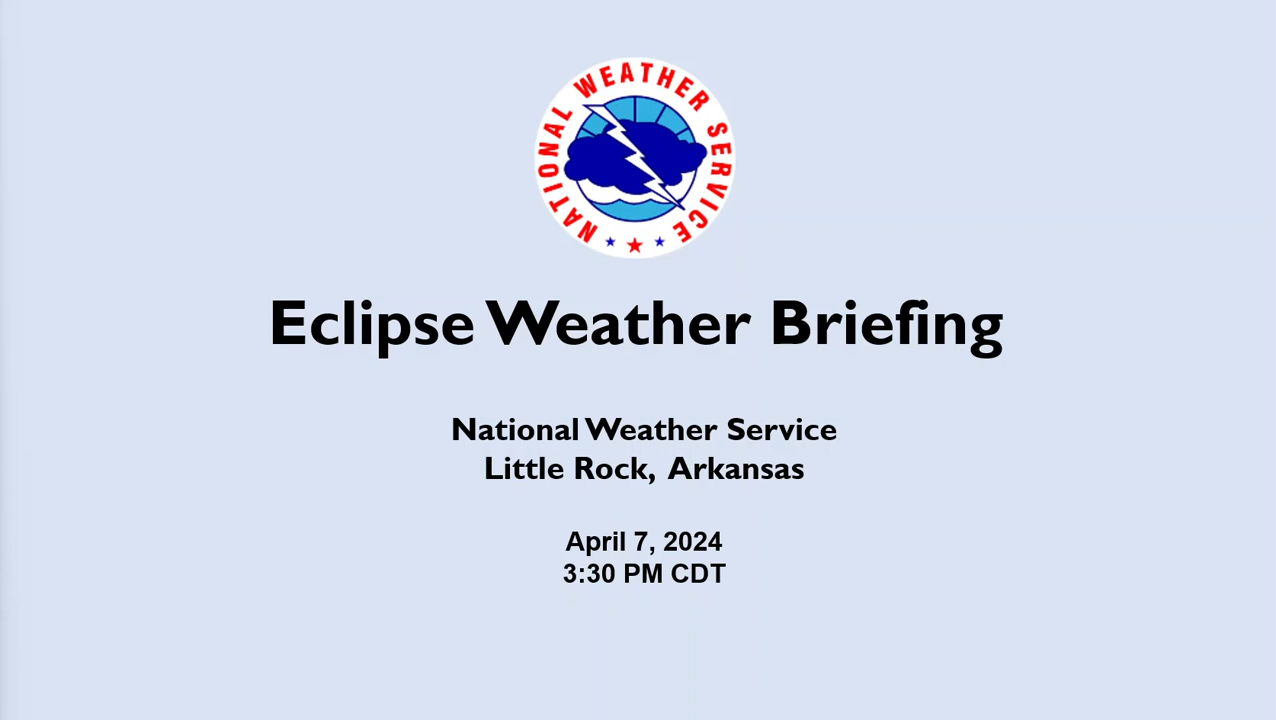 NATIONAL WEATHER SERVICE
Eclipse Weather Briefing
National Weather Service
Little Rock, Arkansas
April 7, 2024
3:30 PM CDT